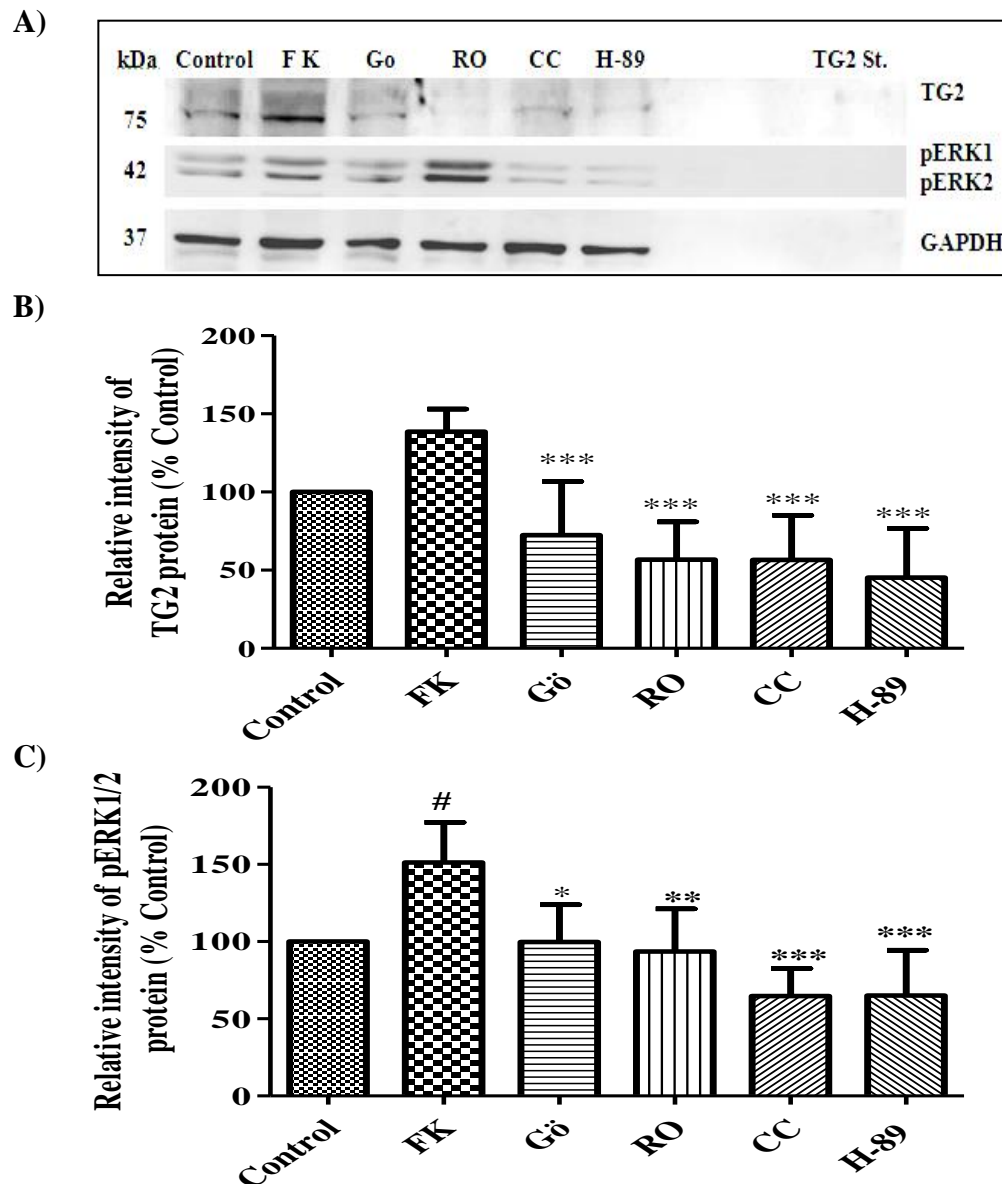 A)
kDa Control F K Go RO CC H-89 TG2 St.
TG2
75
pERK1
42
pERK2
37
GAPDH
B)
Relative intensity of
TG2 protein (% Control)
200
150
100
50
0
***
***
***
***
Control FK Gö RO CC H-89
C)
Relative intensity of pERK1/2
protein (% Control)
200
150
100
50
0
#
*
**
***
***
Control FK Gö RO CC H-89